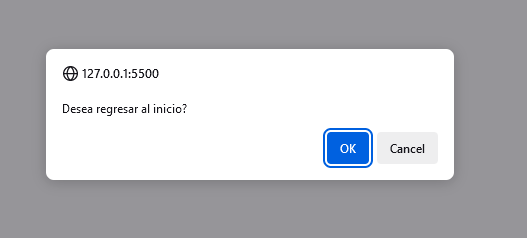 127.0.0.1:5500
Desea regresar al inicio?
OK
Cancel